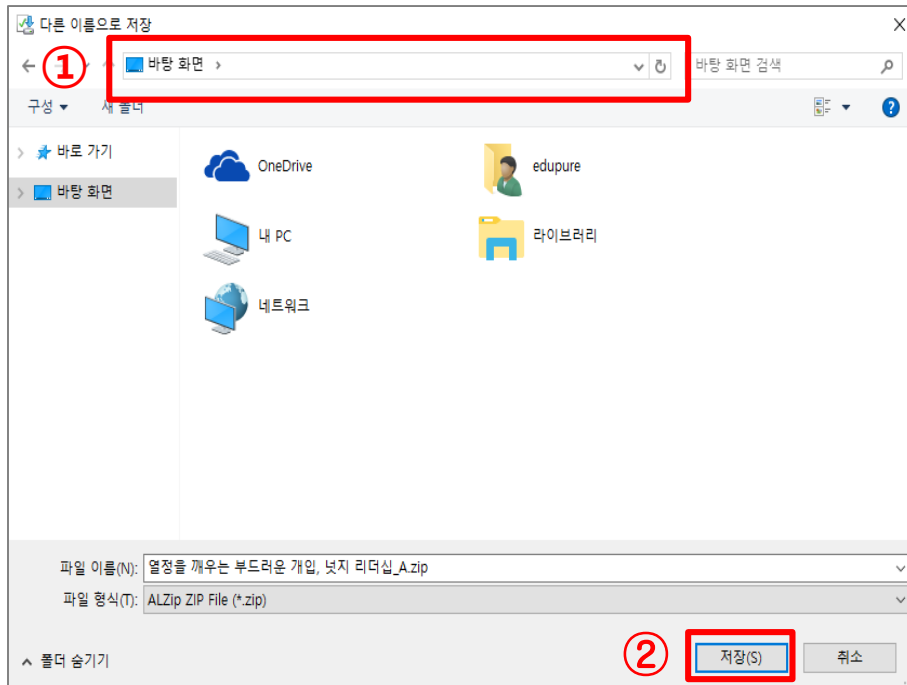 다른 이름으로 저장
①
바탕 화면
바탕 화면 검색
구성
새 폴더
바로 가기
바탕 화면
OneDrive
edupure
내 PC
라이브러리
네트워크
파일 이름(N): 열정을 깨우는 부드러운 개입, 넛지 리더십_A.zip
파일 형식(T): ALZip ZIP File (*.zip)
폴더 숨기기
②
저장(S)
취소